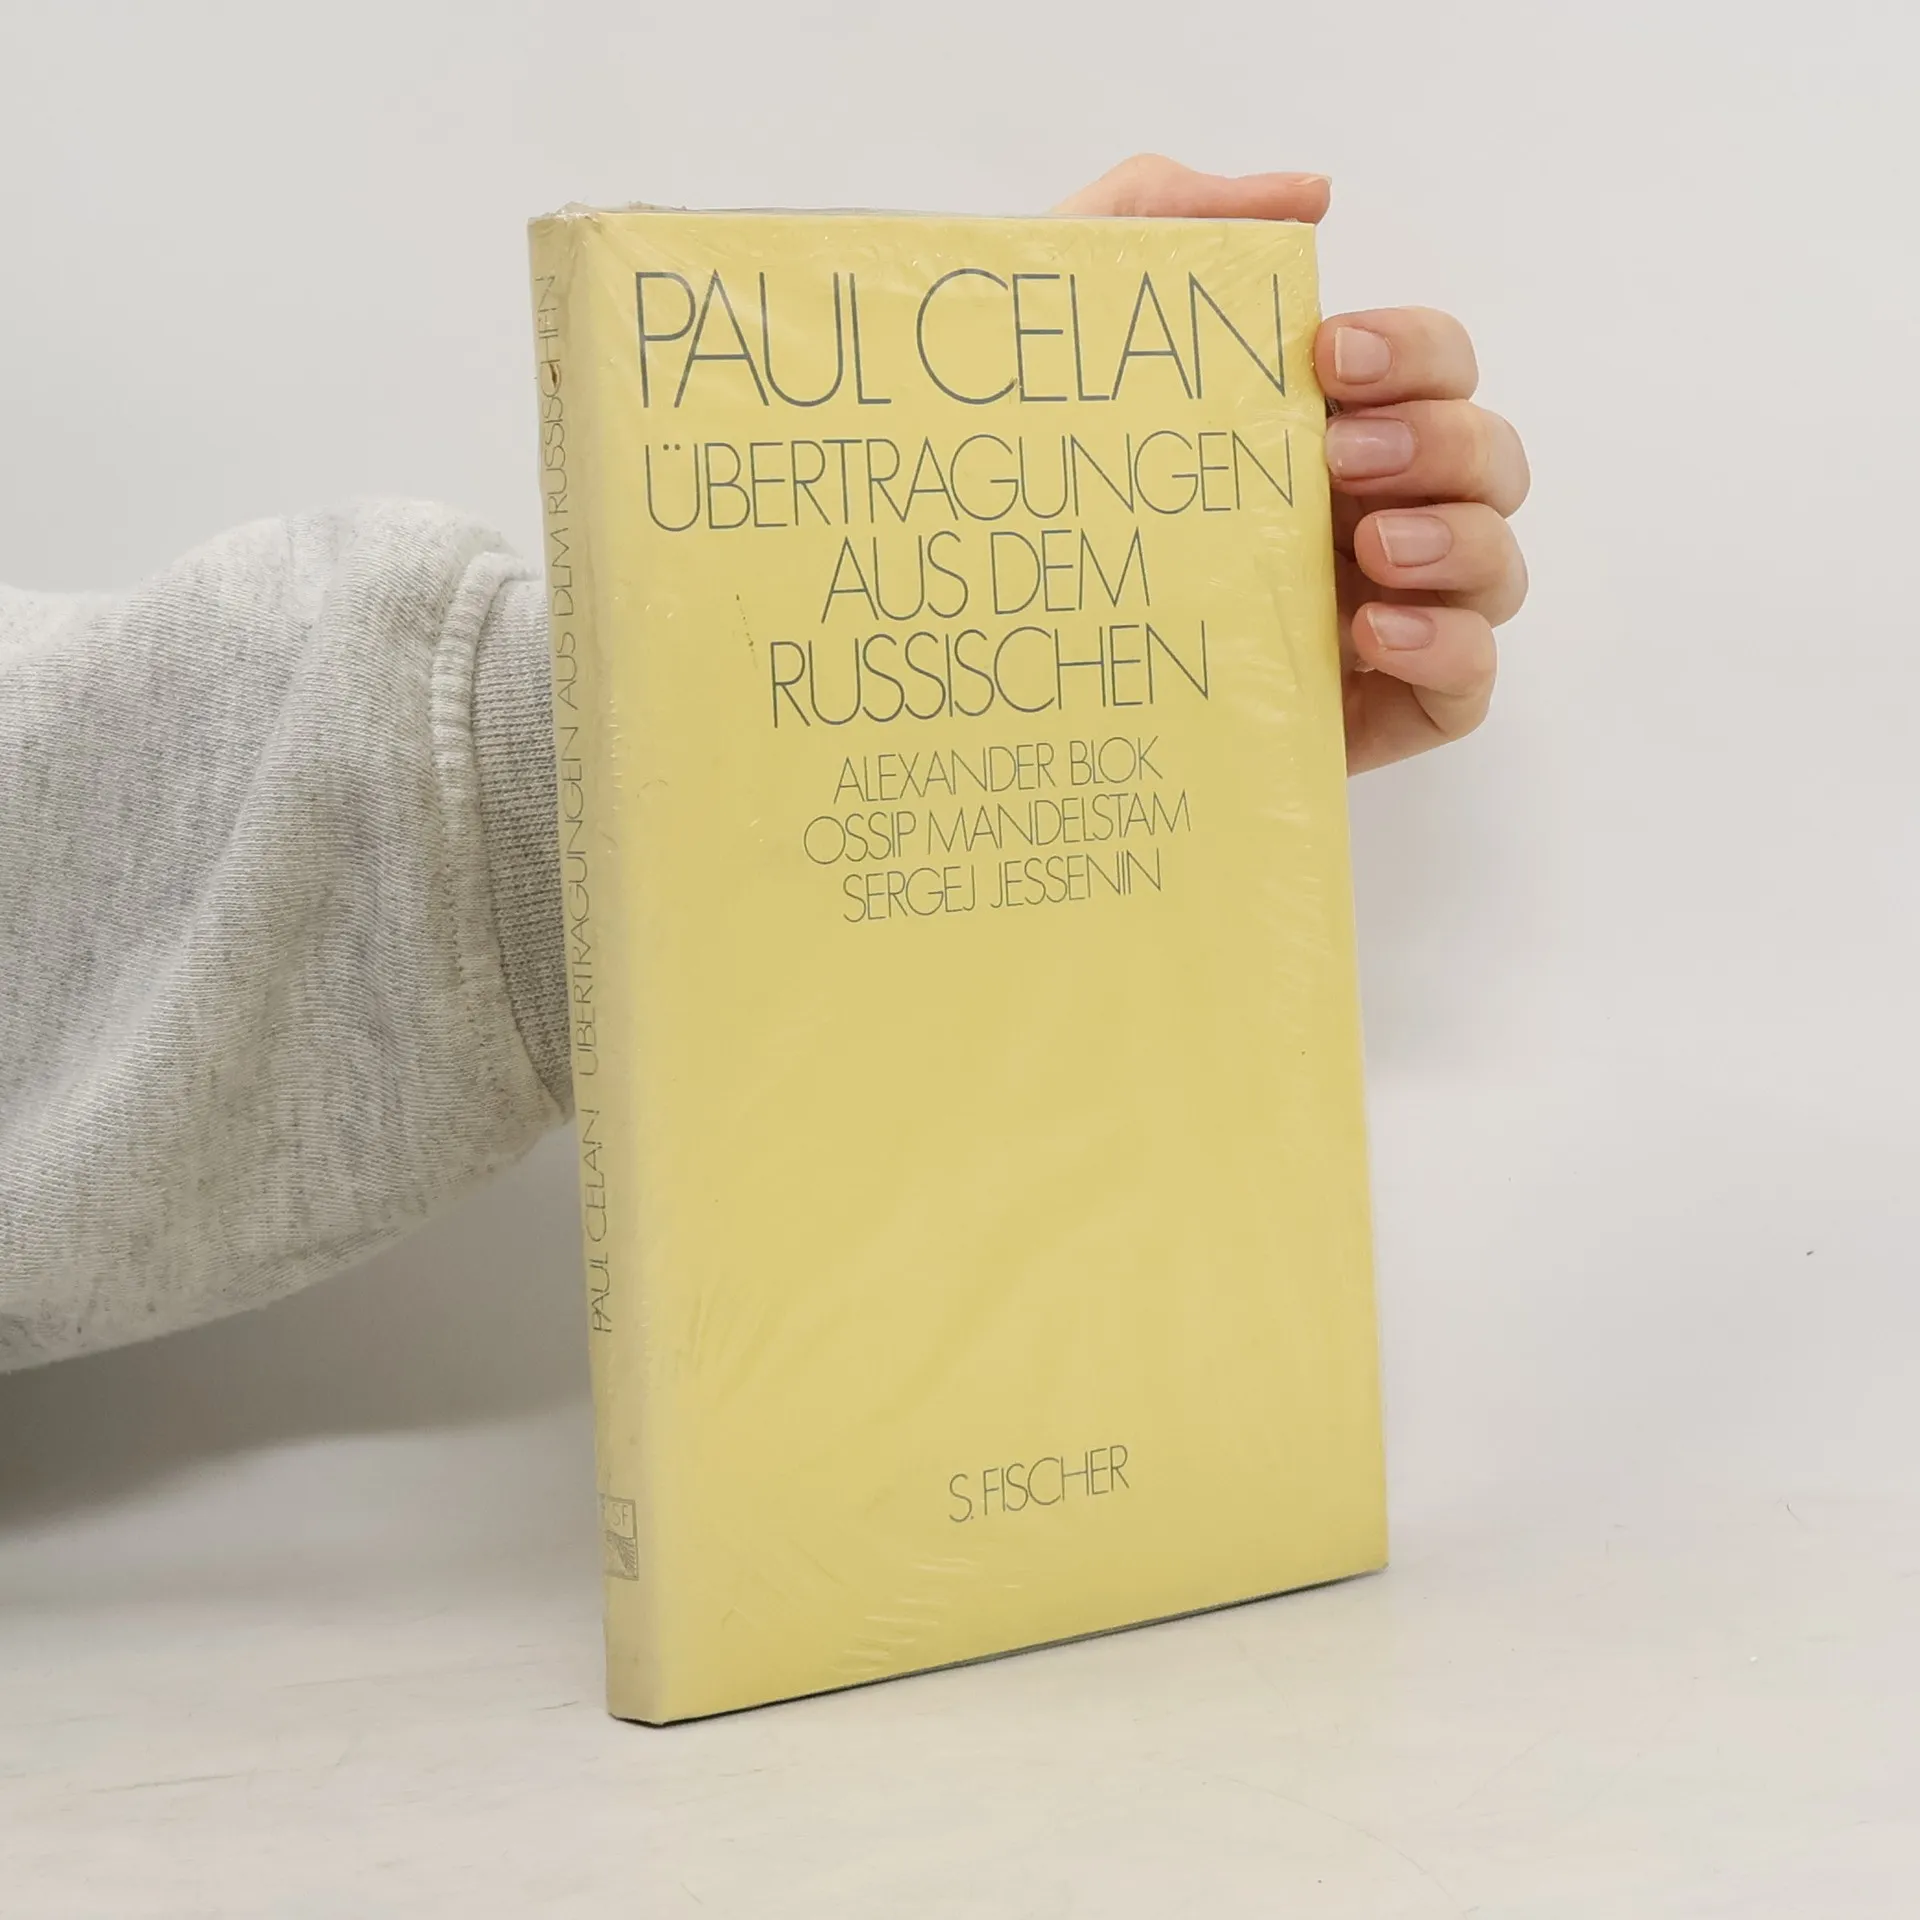 PAUL CELAN
ÜBERTRAGUNGEN
AUS DEM
RUSSISCHEN
ALEXANDER BLOK
OSSIP MANDELSTAM
SERGEJ JESSENIN
S. FISCHER
PAUL CELAN ÜBERTRAGUNGEN AUS DEM RUSSISCHEN
SF